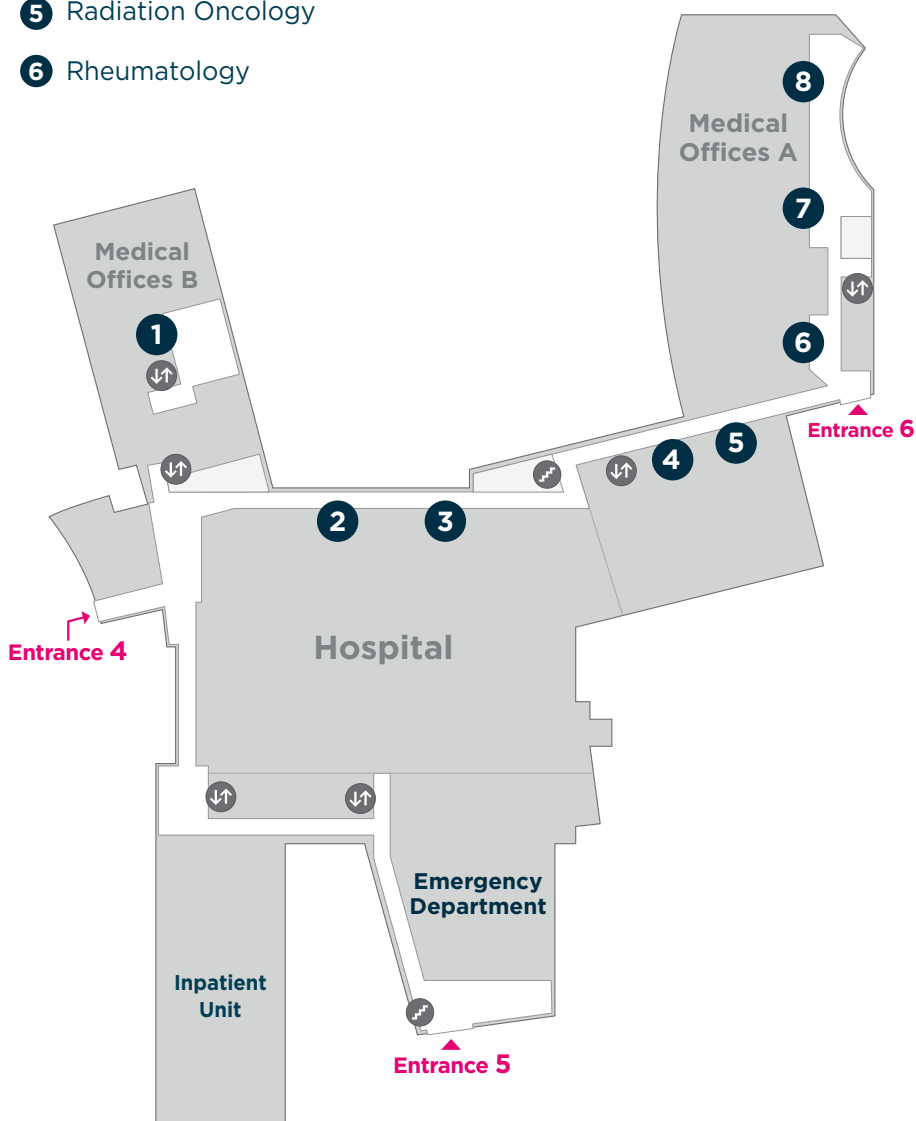 5 Radiation Oncology
6 Rheumatology
8
Medical
Offices A
7
Medical
Offices B
1
6
Entrance 6
5
4
2
3
Entrance 4
Hospital
Emergency
Department
Inpatient
Unit
Entrance 5